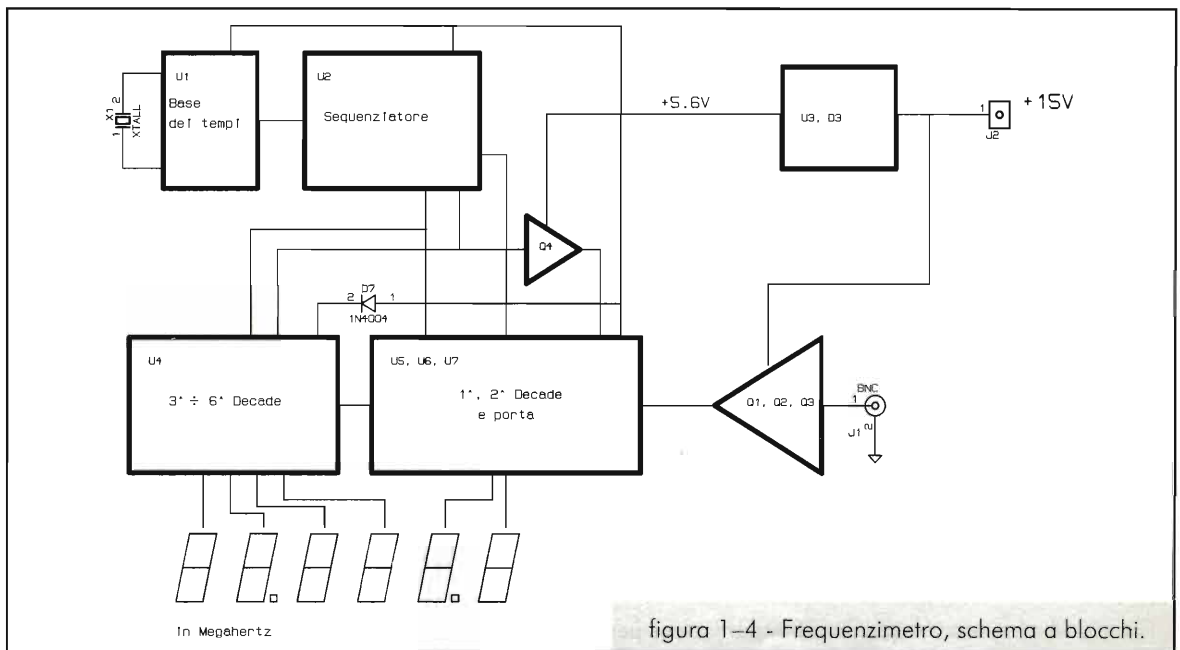 U1
Base
dei tempi
X1
2
1
XTALL
U2
Sequenziatore
+5.6V
U3, D3
1
J2
+ 15V
Q4
D7
2
1
1N4004
U4
3^ ÷ 6^ Decade
U5, U6, U7
1^, 2^ Decade
e porta
Q1, Q2, Q3
BNC
1
J1
2
in Megahertz
figura 1–4 - Frequenzimetro, schema a blocchi.